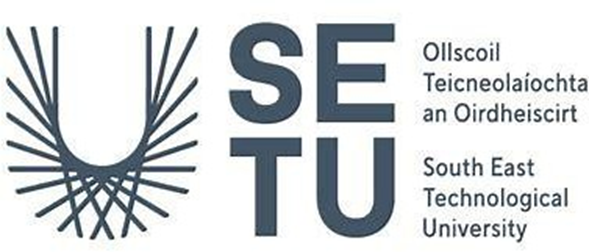 SE
TU
Ollscoil
Teicneolaíochta
an Oirdheiscirt
South East
Technological
University